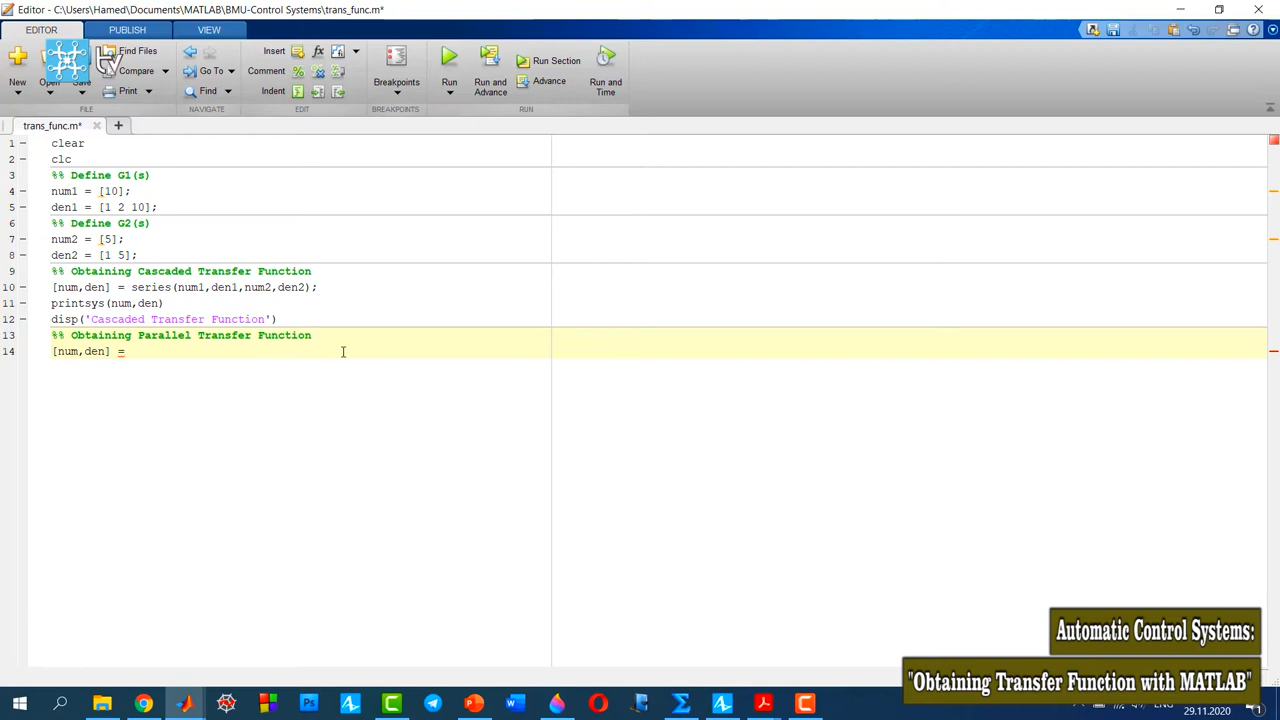 Editor - C:\Users\Hamed\Documents\MATLAB\BMU-Control Systems\trans_func.m*
EDITOR PUBLISH VIEW
New Open Save Find Files Compare Print
Go To Find
Insert Comment Indent
fx
Breakpoints
Run Run and Advance Run Section Advance Run and Time
FILE NAVIGATE EDIT BREAKPOINTS RUN
tv
trans_func.m*
1 clear
2 clc
3 %% Define G1(s)
4 num1 = [10];
5 den1 = [1 2 10];
6 %% Define G2(s)
7 num2 = [5];
8 den2 = [1 5];
9 %% Obtaining Cascaded Transfer Function
10 [num,den] = series(num1,den1,num2,den2);
11 printsys(num,den)
12 disp('Cascaded Transfer Function')
13 %% Obtaining Parallel Transfer Function
14 [num,den] =
Automatic Control Systems:
"Obtaining Transfer Function with MATLAB"
ENG
29.11.2020